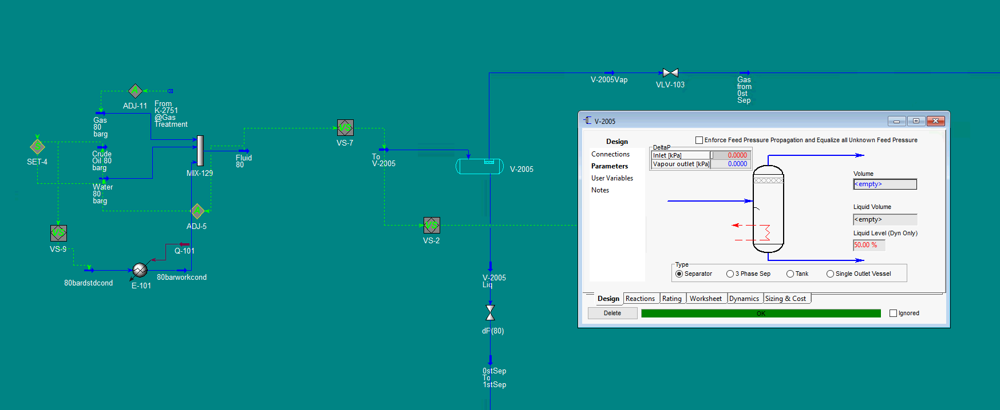 V-2005Vap
VLV-103
Gas
from
0st
Sep
A
ADJ-11
From
K-2751
@Gas
Treatment
Gas
80
barg
S
SET-4
Crude
Oil 80
barg
Water
80
barg
MIX-129
Fluid
80
VS
VS-7
To
V-2005
V-2005
A
ADJ-5
VS
VS-9
VS
VS-2
Q-101
80bardstdcond
E-101
80barworkcond
V-2005
Liq
dP(80)
0stSep
To
1stSep
V-2005
Design
Connections
Parameters
User Variables
Notes
Enforce Feed Pressure Propagation and Equalize all Unknown Feed Pressure
DeltaP
Inlet [kPa] 0.0000
Vapour outlet [kPa] 0.0000
Volume
<empty>
Liquid Volume
<empty>
Liquid Level (Dyn Only)
50.00 %
Type
Separator 3 Phase Sep Tank Single Outlet Vessel
Design Reactions Rating Worksheet Dynamics Sizing & Cost
Delete OK Ignored